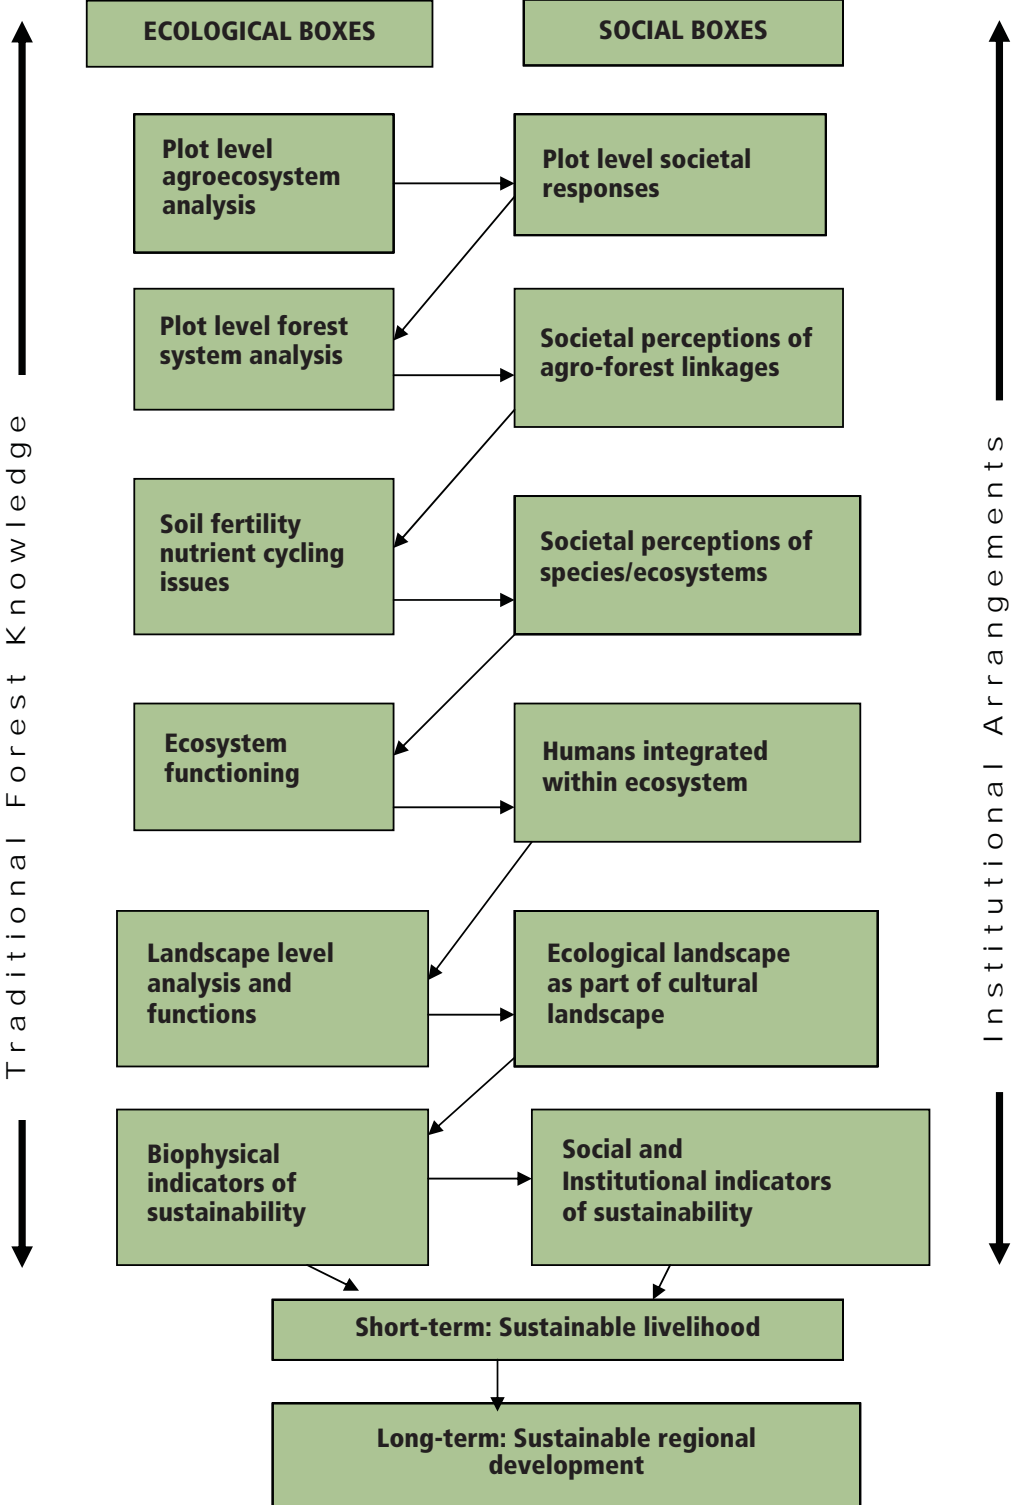 ECOLOGICAL BOXES
SOCIAL BOXES
Plot level
agroecosystem
analysis
Plot level societal
responses
Plot level forest
system analysis
Societal perceptions of
agro-forest linkages
Soil fertility
nutrient cycling
issues
Societal perceptions of
species/ecosystems
Ecosystem
functioning
Humans integrated
within ecosystem
Landscape level
analysis and
functions
Ecological landscape
as part of cultural
landscape
Biophysical
indicators of
sustainability
Social and
Institutional indicators
of sustainability
Short-term: Sustainable livelihood
Long-term: Sustainable regional
development
Traditional Forest Knowledge
Institutional Arrangements